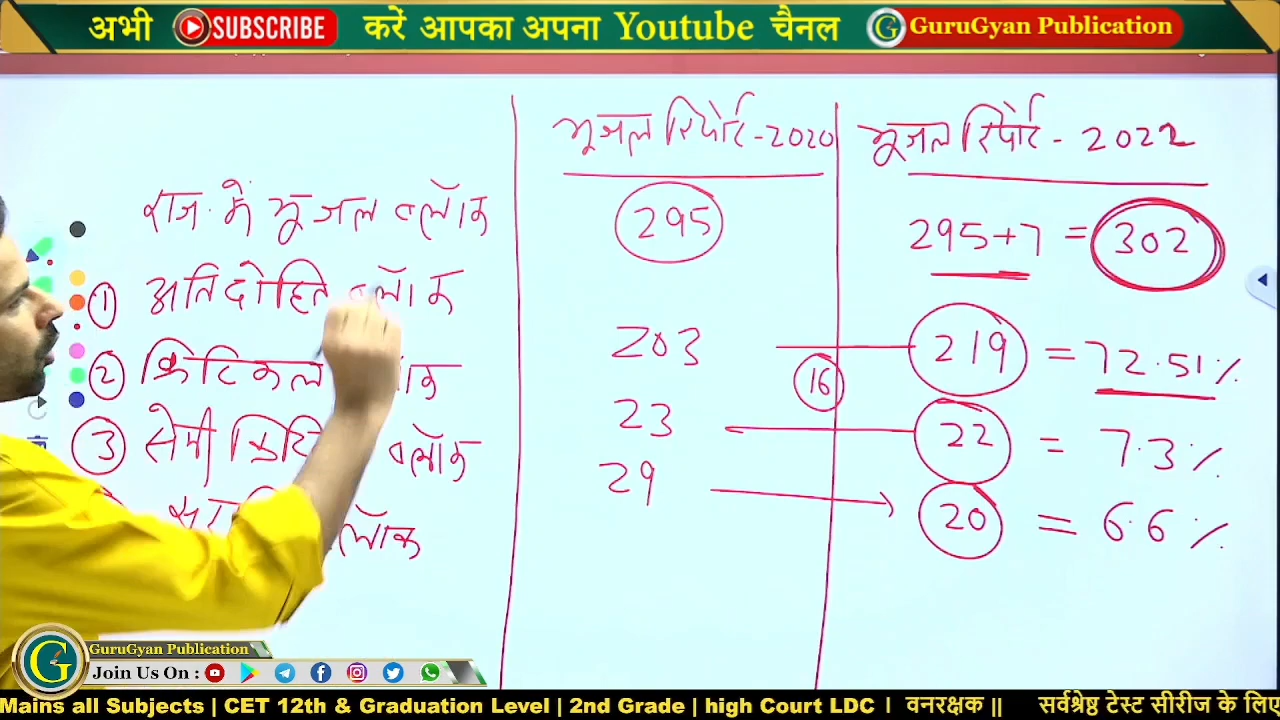 अभी SUBSCRIBE करें आपका अपना Youtube चैनल GuruGyan Publication
भूजल रिपोर्ट-2020
भूजल रिपोर्ट - 2022
राज. में भूजल ब्लॉक
295
295+7 = 302
① अतिदोहित ब्लॉक
203
16
219 = 72.51%
② क्रिटिकल
23
22 = 7.3%
③ सेमी ब्लॉक
29
20 = 6.6%
ब्लॉक
GuruGyan Publication
Join Us On :
Mains all Subjects | CET 12th & Graduation Level | 2nd Grade | high Court LDC । वनरक्षक || सर्वश्रेष्ठ टेस्ट सीरीज के लिए